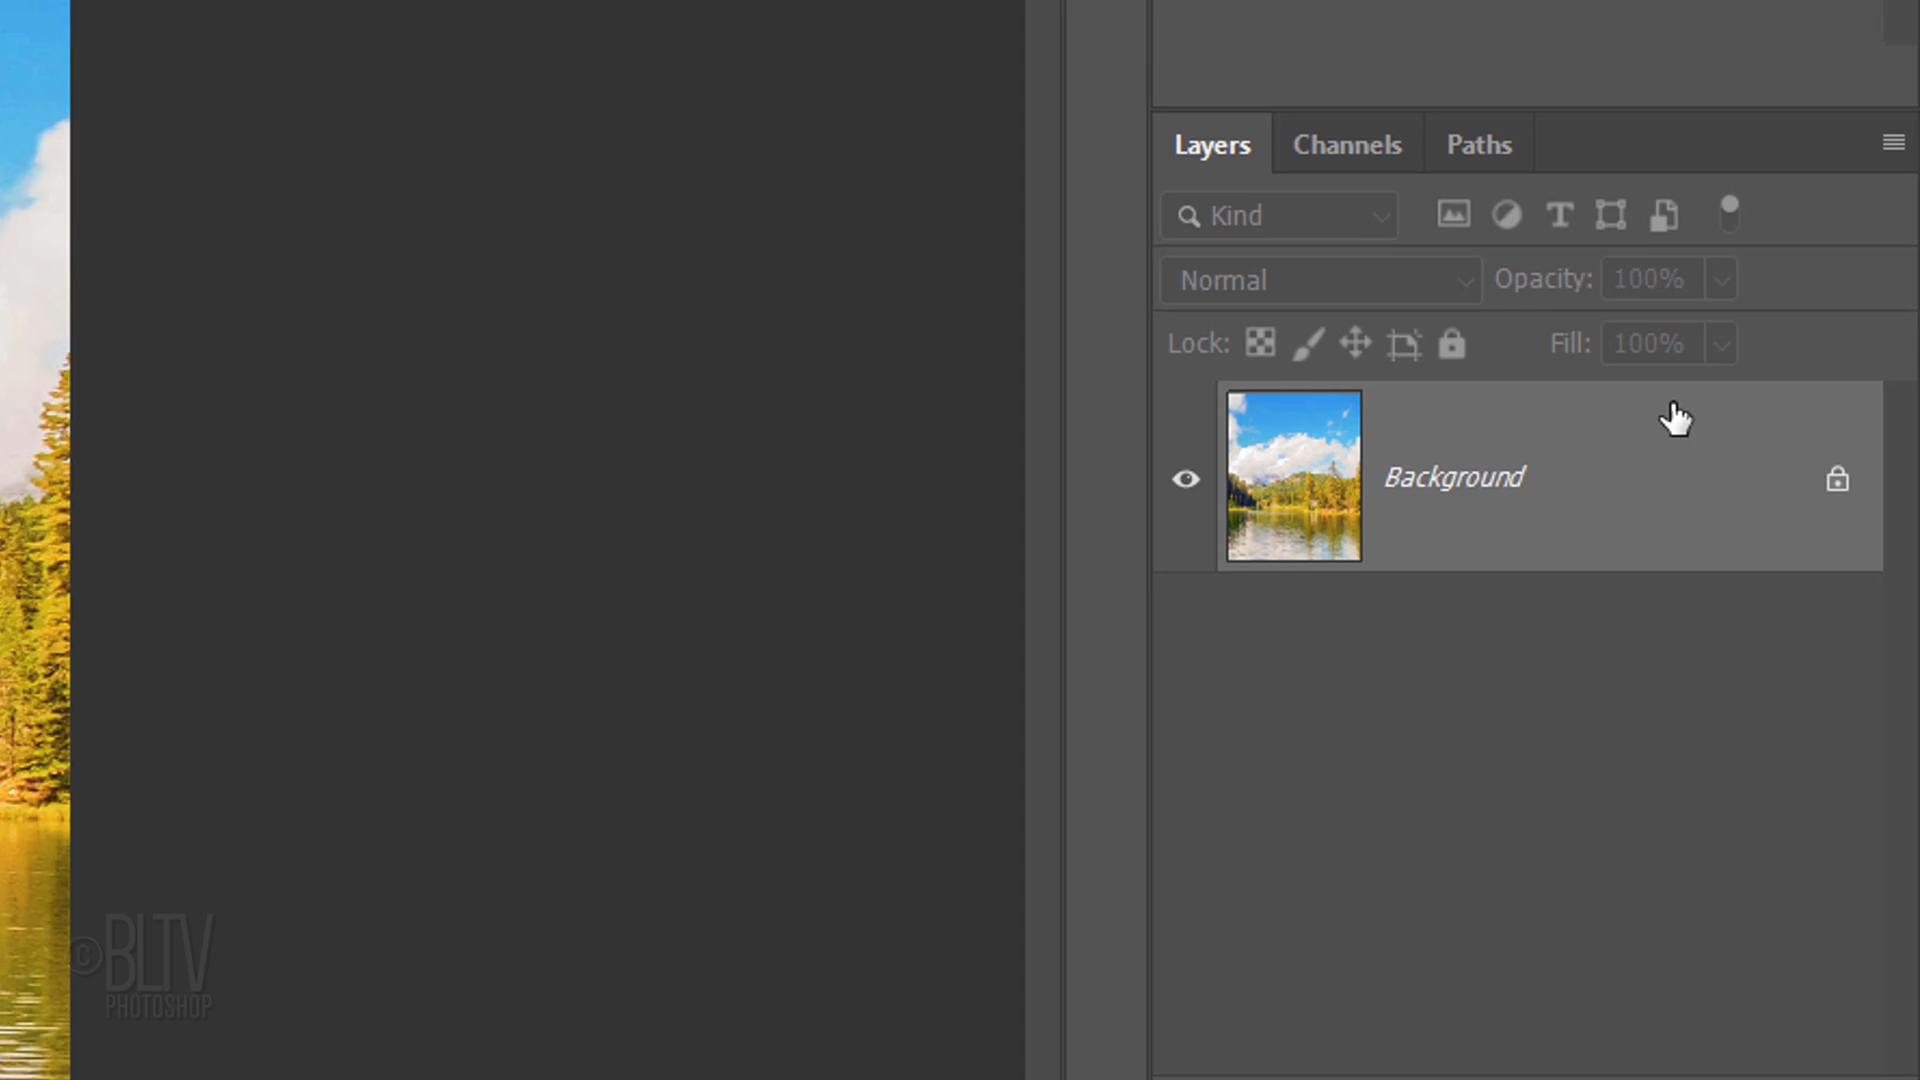 Layers Channels Paths
Kind
Normal Opacity: 100%
Lock: Fill: 100%
Background
©BLTV
PHOTOSHOP